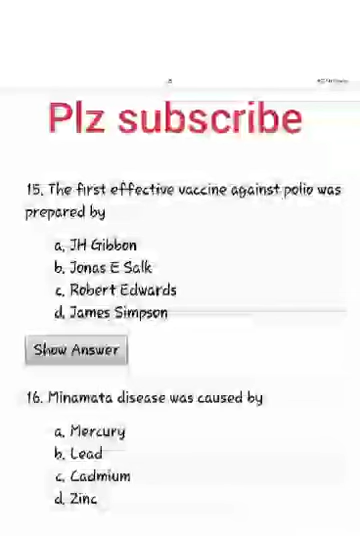 Plz subscribe
15. The first effective vaccine against polio was
prepared by
a. JH Gibbon
b. Jonas E Salk
c. Robert Edwards
d. James Simpson
Show Answer
16. Minamata disease was caused by
a. Mercury
b. Lead
c. Cadmium
d. Zinc